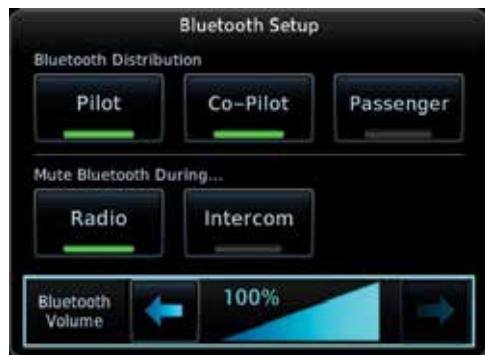 Bluetooth Setup
Bluetooth Distribution
Pilot Co-Pilot Passenger
Mute Bluetooth During...
Radio Intercom
Bluetooth
Volume
100%